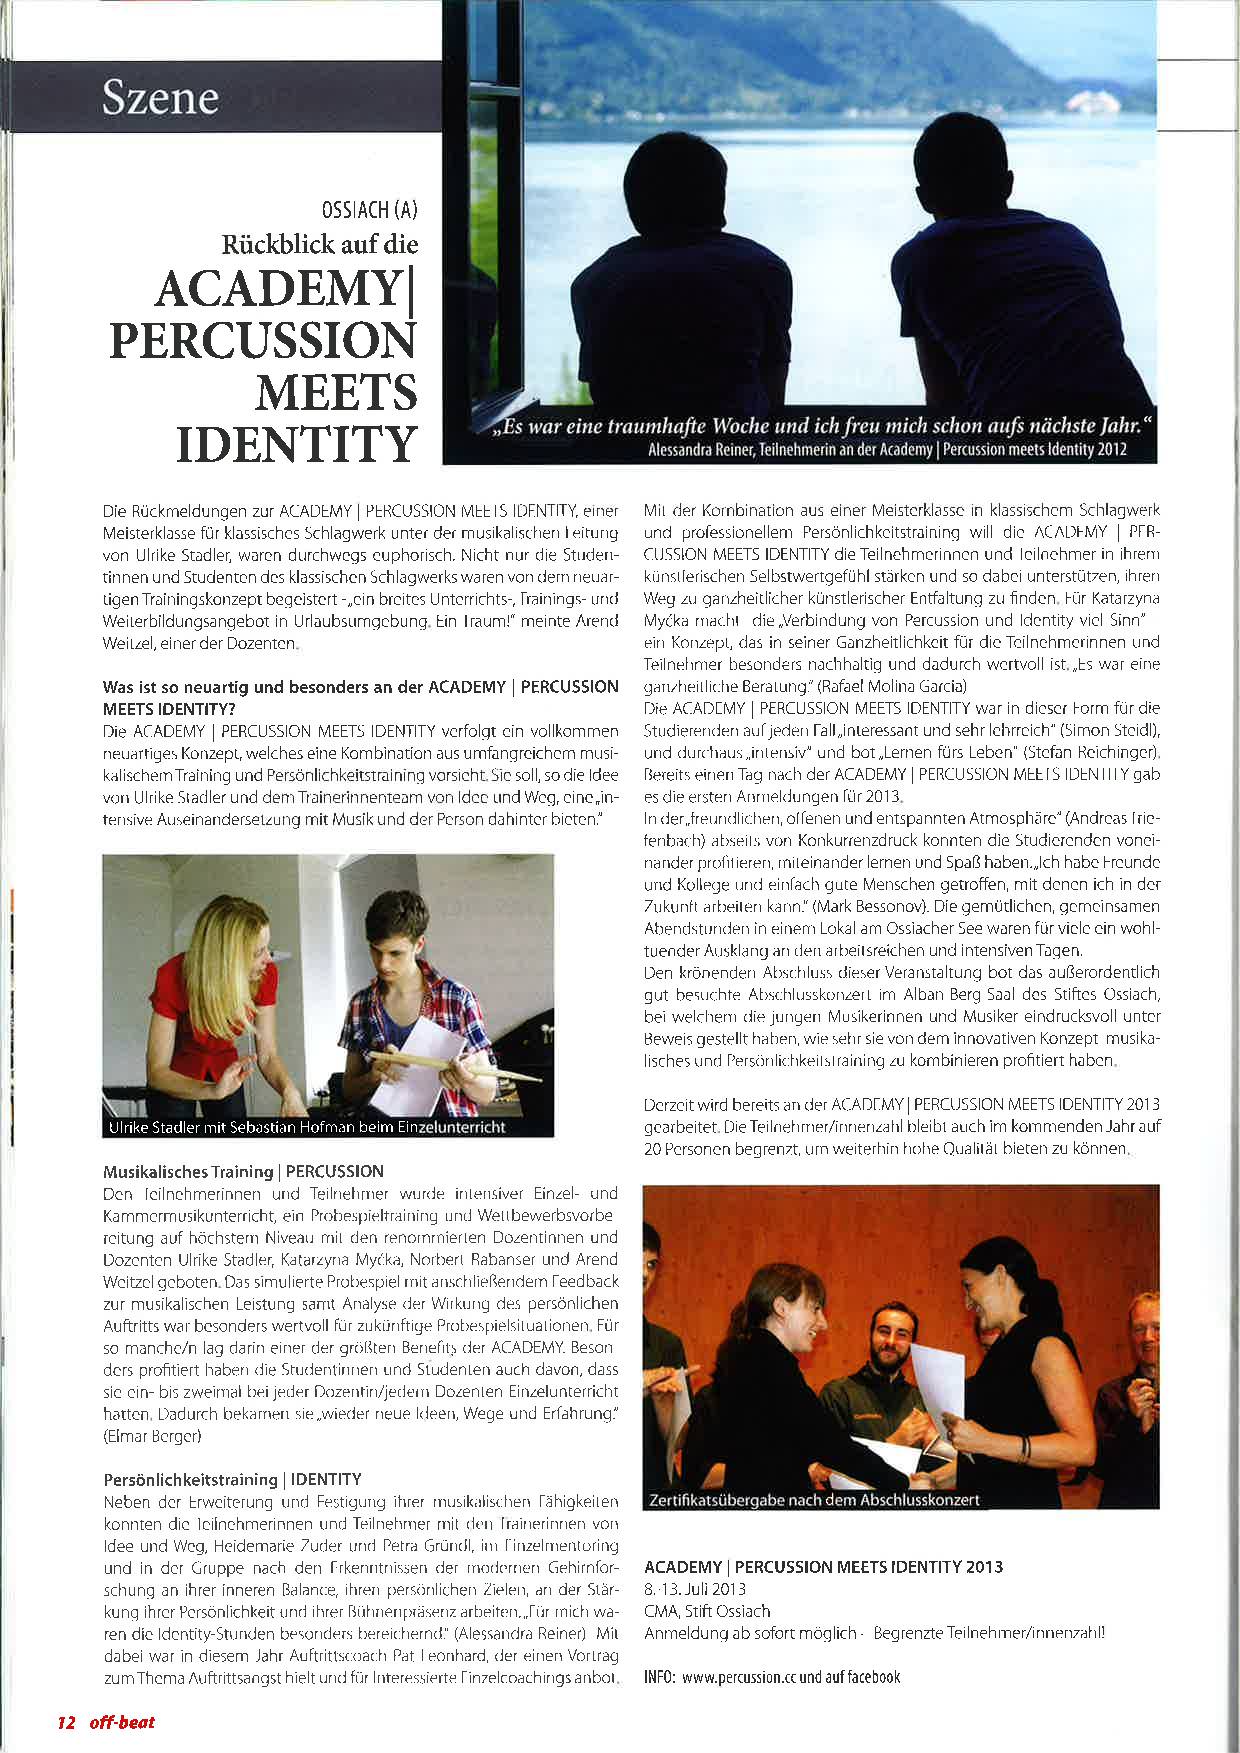 Szene
OSSIACH (A)
Rückblick auf die
ACADEMY|
PERCUSSION
MEETS
IDENTITY
„Es war eine traumhafte Woche und ich freu mich schon aufs nächste Jahr.“
Alessandra Reiner, Teilnehmerin an der Academy | Percussion meets Identity 2012
Die Rückmeldungen zur ACADEMY | PERCUSSION MEETS IDENTITY, einer
Meisterklasse für klassisches Schlagwerk unter der musikalischen Leitung
von Ulrike Stadler, waren durchwegs euphorisch. Nicht nur die Studen-
tinnen und Studenten des klassischen Schlagwerks waren von dem neuar-
tigen Trainingskonzept begeistert -„ein breites Unterrichts-, Trainings- und
Weiterbildungsangebot in Urlaubsumgebung. Ein Traum!“ meinte Arend
Weitzel, einer der Dozenten.
Was ist so neuartig und besonders an der ACADEMY | PERCUSSION
MEETS IDENTITY?
Die ACADEMY | PERCUSSION MEETS IDENTITY verfolgt ein vollkommen
neuartiges Konzept, welches eine Kombination aus umfangreichem musi-
kalischem Training und Persönlichkeitstraining vorsieht. Sie soll, so die Idee
von Ulrike Stadler und dem Trainerinnenteam von Idee und Weg, eine „in-
tensive Auseinandersetzung mit Musik und der Person dahinter bieten.“
Ulrike Stadler mit Sebastian Hofman beim Einzelunterricht
Musikalisches Training | PERCUSSION
Den Teilnehmerinnen und Teilnehmer wurde intensiver Einzel- und
Kammermusikunterricht, ein Probespieltraining und Wettbewerbsvorbe
reitung auf höchstem Niveau mit den renommierten Dozentinnen und
Dozenten Ulrike Stadler, Katarzyna Myćka, Norbert Rabanser und Arend
Weitzel geboten. Das simulierte Probespiel mit anschließendem Feedback
zur musikalischen Leistung samt Analyse der Wirkung des persönlichen
Auftritts war besonders wertvoll für zukünftige Probespielsituationen. Für
so manche/n lag darin einer der größten Benefits der ACADEMY. Beson
ders profitiert haben die Studentinnen und Studenten auch davon, dass
sie ein- bis zweimal bei jeder Dozentin/jedem Dozenten Einzelunterricht
hatten. Dadurch bekamen sie „wieder neue Ideen, Wege und Erfahrung.“
(Elmar Berger)
Persönlichkeitstraining | IDENTITY
Neben der Erweiterung und Festigung ihrer musikalischen Fähigkeiten
konnten die Teilnehmerinnen und Teilnehmer mit den Trainerinnen von
Idee und Weg, Heidemarie Zuder und Petra Gründl, im Einzelmentoring
und in der Gruppe nach den Erkenntnissen der modernen Gehirnfor-
schung an ihrer inneren Balance, ihren persönlichen Zielen, an der Stär-
kung ihrer Persönlichkeit und ihrer Bühnenpräsenz arbeiten. „Für mich wa-
ren die Identity-Stunden besonders bereichernd.“ (Alessandra Reiner) Mit
dabei war in diesem Jahr Auftrittscoach Pat Leonhard, der einen Vortrag
zum Thema Auftrittsangst hielt und für Interessierte Einzelcoachings anbot.
Mit der Kombination aus einer Meisterklasse in klassischem Schlagwerk
und professionellem Persönlichkeitstraining will die ACADEMY | PER-
CUSSION MEETS IDENTITY die Teilnehmerinnen und Teilnehmer in ihrem
künstlerischen Selbstwertgefühl stärken und so dabei unterstützen, ihren
Weg zu ganzheitlicher künstlerischer Entfaltung zu finden. Für Katarzyna
Myćka macht die „Verbindung von Percussion und Identity viel Sinn“
ein Konzept, das in seiner Ganzheitlichkeit für die Teilnehmerinnen und
Teilnehmer besonders nachhaltig und dadurch wertvoll ist. „Es war eine
ganzheitliche Beratung.“ (Rafael Molina Garcia)
Die ACADEMY | PERCUSSION MEETS IDENTITY war in dieser Form für die
Studierenden auf jeden Fall „interessant und sehr lehrreich“ (Simon Steidl),
und durchaus „intensiv“ und bot „Lernen fürs Leben“ (Stefan Reichinger).
Bereits einen Tag nach der ACADEMY | PERCUSSION MEETS IDENTITY gab
es die ersten Anmeldungen für 2013.
In der „freundlichen, offenen und entspannten Atmosphäre“ (Andreas Trie-
fenbach) abseits von Konkurrenzdruck konnten die Studierenden vonei-
nander profitieren, miteinander lernen und Spaß haben. „Ich habe Freunde
und Kollege und einfach gute Menschen getroffen, mit denen ich in der
Zukunft arbeiten kann.“ (Mark Bessonov). Die gemütlichen, gemeinsamen
Abendstunden in einem Lokal am Ossiacher See waren für viele ein wohl-
tuender Ausklang an den arbeitsreichen und intensiven Tagen.
Den krönenden Abschluss dieser Veranstaltung bot das außerordentlich
gut besuchte Abschlusskonzert im Alban Berg Saal des Stiftes Ossiach,
bei welchem die jungen Musikerinnen und Musiker eindrucksvoll unter
Beweis gestellt haben, wie sehr sie von dem innovativen Konzept musika-
lisches und Persönlichkeitstraining zu kombinieren profitiert haben.
Derzeit wird bereits an der ACADEMY | PERCUSSION MEETS IDENTITY 2013
gearbeitet. Die Teilnehmer/innenzahl bleibt auch im kommenden Jahr auf
20 Personen begrenzt, um weiterhin hohe Qualität bieten zu können.
Zertifikatsübergabe nach dem Abschlusskonzert
ACADEMY | PERCUSSION MEETS IDENTITY 2013
8.-13. Juli 2013
CMA, Stift Ossiach
Anmeldung ab sofort möglich - Begrenzte Teilnehmer/innenzahl!
INFO: www.percussion.cc und auf facebook
12 off-beat